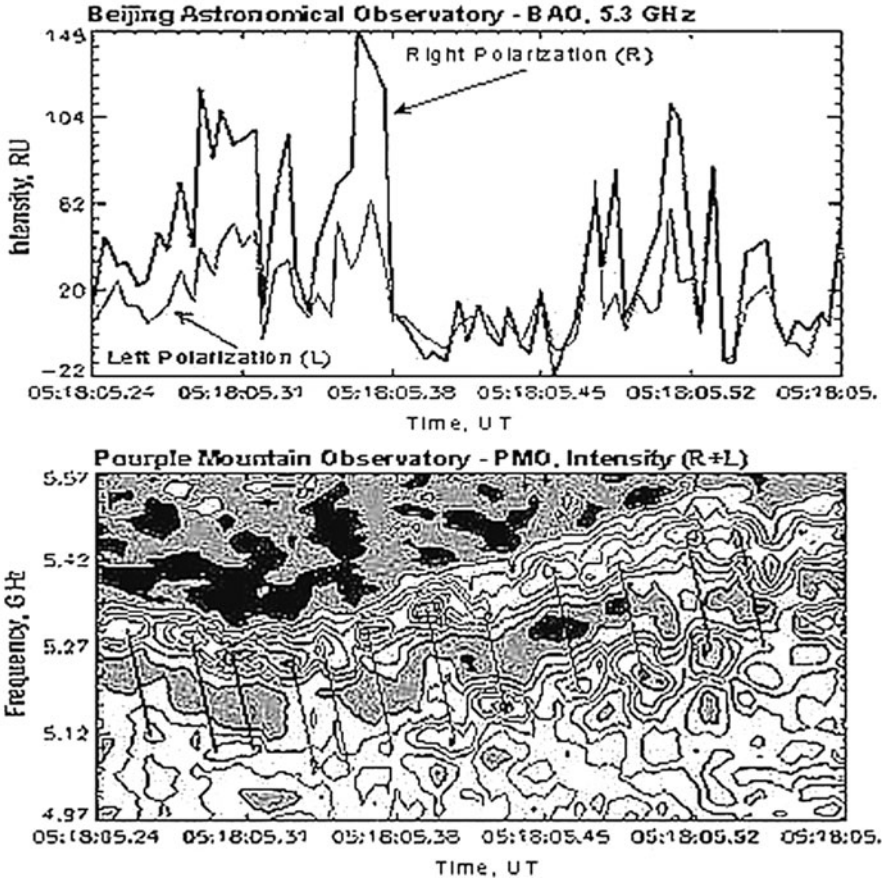 Beijing Astronomical Observatory - BAO, 5.3 GHz
146
104
62
20
-22
Intensity, RU
Right Polarization (R)
Left Polarization (L)
05:18:05.24 05:18:05.31 05:18:05.38 05:18:05.45 05:18:05.52 05:18:05.
Time, UT
Pourple Mountain Observatory - PMO, Intensity (R+L)
5.57
5.42
5.27
5.12
4.97
Frequency, GHz
05:18:05.24 05:18:05.31 05:18:05.38 05:18:05.45 05:18:05.52 05:18:05.
Time, UT